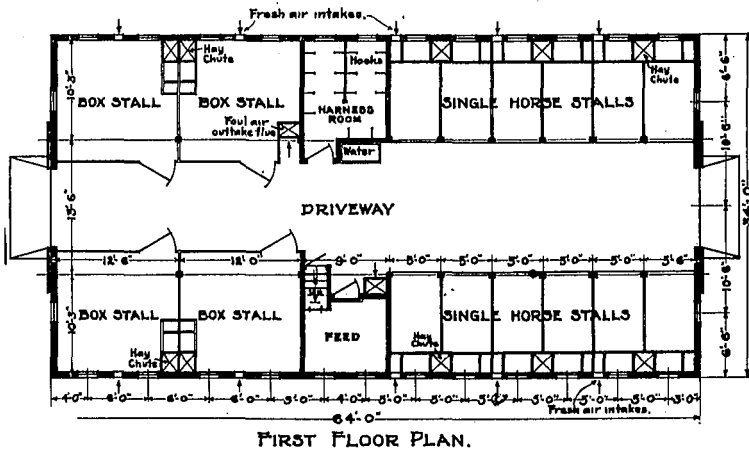 Fresh air intakes.
Hay
Chute
Hooks
Hay
Chute
10'-3"
BOX STALL
BOX STALL
HARNESS
ROOM
SINGLE HORSE STALLS
6'-6"
Foul air
outtake flue
Water
10'-6"
13'-6"
DRIVEWAY
34'-0"
12'-6"
12'-0"
9'-0"
5'-0"
5'-0"
5'-0"
5'-0"
5'-0"
5'-6"
10'-3"
BOX STALL
BOX STALL
FEED
SINGLE HORSE STALLS
10'-6"
6'-6"
Hay
Chute
Hay
Chute
4'-0"
6'-0"
6'-0"
6'-0"
5'-0"
4'-0"
5'-0"
5'-0"
5'-0"
5'-0"
5'-0"
5'-0"
3'-0"
Fresh air intakes.
64'-0"
FIRST FLOOR PLAN.